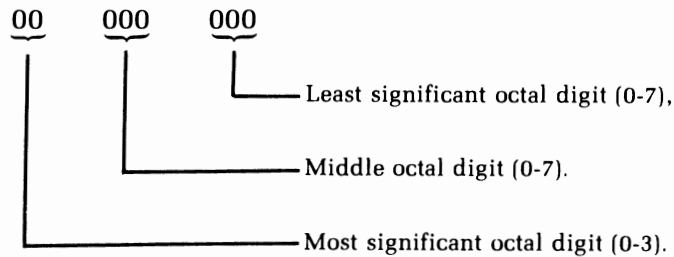 00 000 000
Least significant octal digit (0-7),
Middle octal digit (0-7).
Most significant octal digit (0-3).